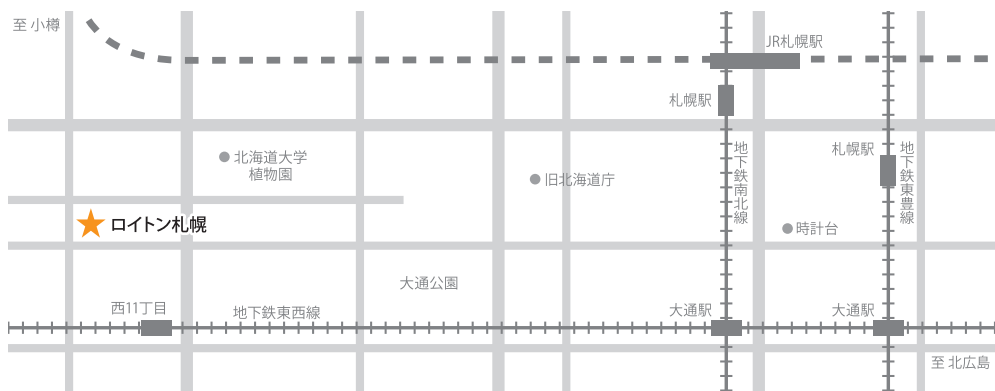 至 小樽
JR札幌駅
札幌駅
地下鉄南北線
札幌駅
地下鉄東豊線
北海道大学
植物園
旧北海道庁
ロイトン札幌
時計台
大通公園
西11丁目
地下鉄東西線
大通駅
大通駅
至 北広島